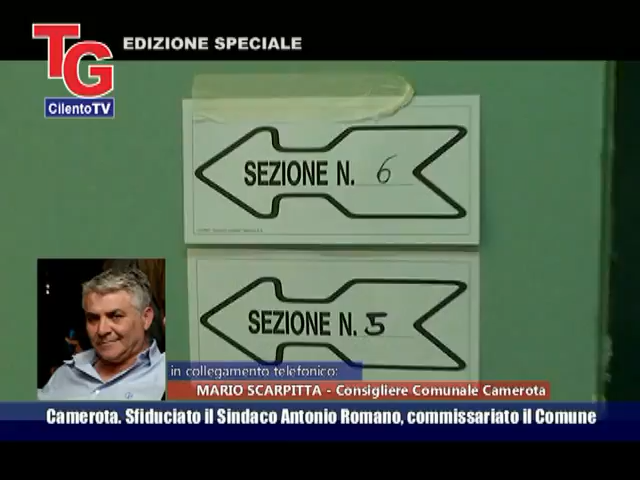 TG
CilentoTV
EDIZIONE SPECIALE
SEZIONE N. 6
SEZIONE N. 5
in collegamento telefonico:
MARIO SCARPITTA - Consigliere Comunale Camerota
Camerota. Sfiduciato il Sindaco Antonio Romano, commissariato il Comune